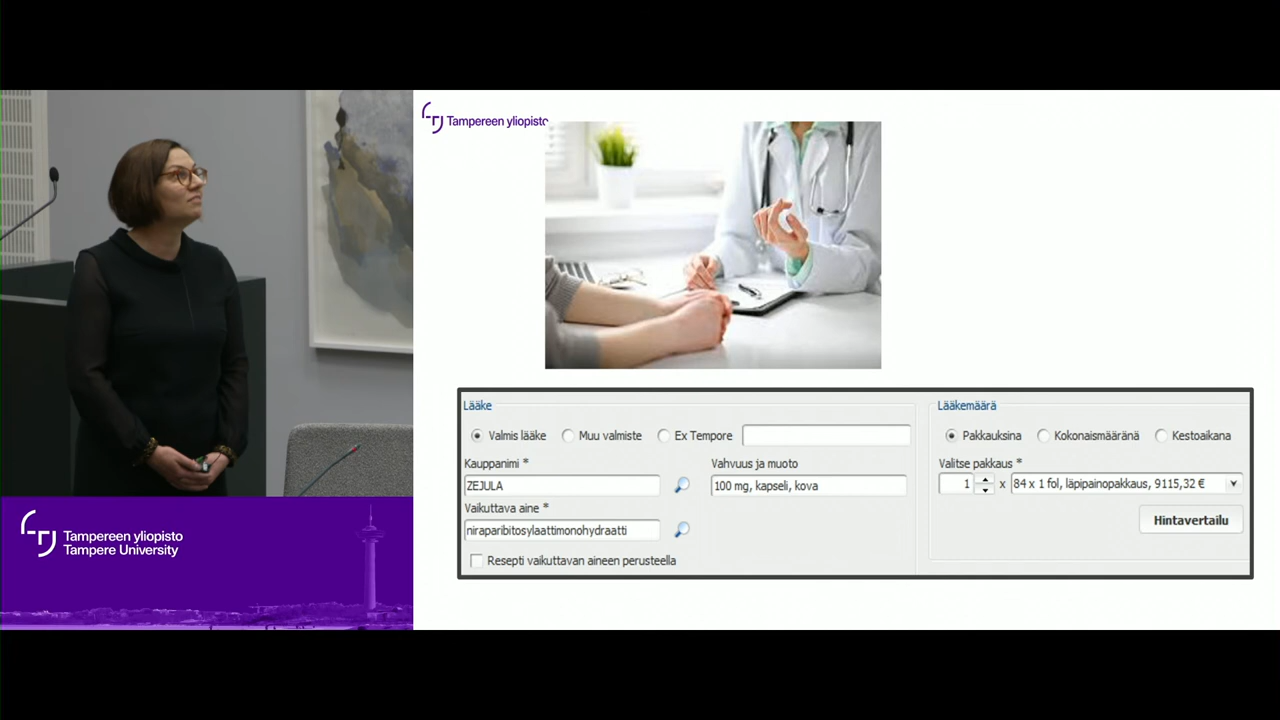 Tampereen yliopisto
Lääke
Valmis lääke Muu valmiste Ex Tempore
Kauppanimi * Vahvuus ja muoto
ZEJULA 100 mg, kapseli, kova
Vaikuttava aine *
niraparibitosylaattimonohydraatti
Resepti vaikuttavan aineen perusteella
Lääkemäärä
Pakkauksina Kokonaismääränä Kestoaikana
Valitse pakkaus *
1 x 84 x 1 fol, läpipainopakkaus, 9115,32 €
Hintavertailu
Tampereen yliopisto
Tampere University